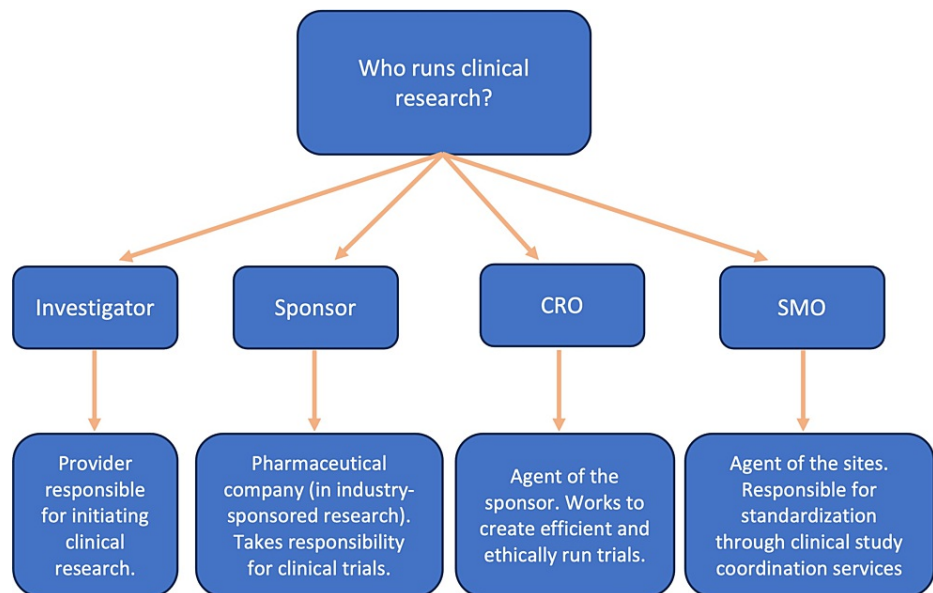 Who runs clinical
research?
Investigator
Sponsor
CRO
SMO
Provider
responsible
for initiating
clinical
research.
Pharmaceutical
company (in industry-
sponsored research).
Takes responsibility
for clinical trials.
Agent of the
sponsor. Works to
create efficient and
ethically run trials.
Agent of the sites.
Responsible for
standardization
through clinical study
coordination services